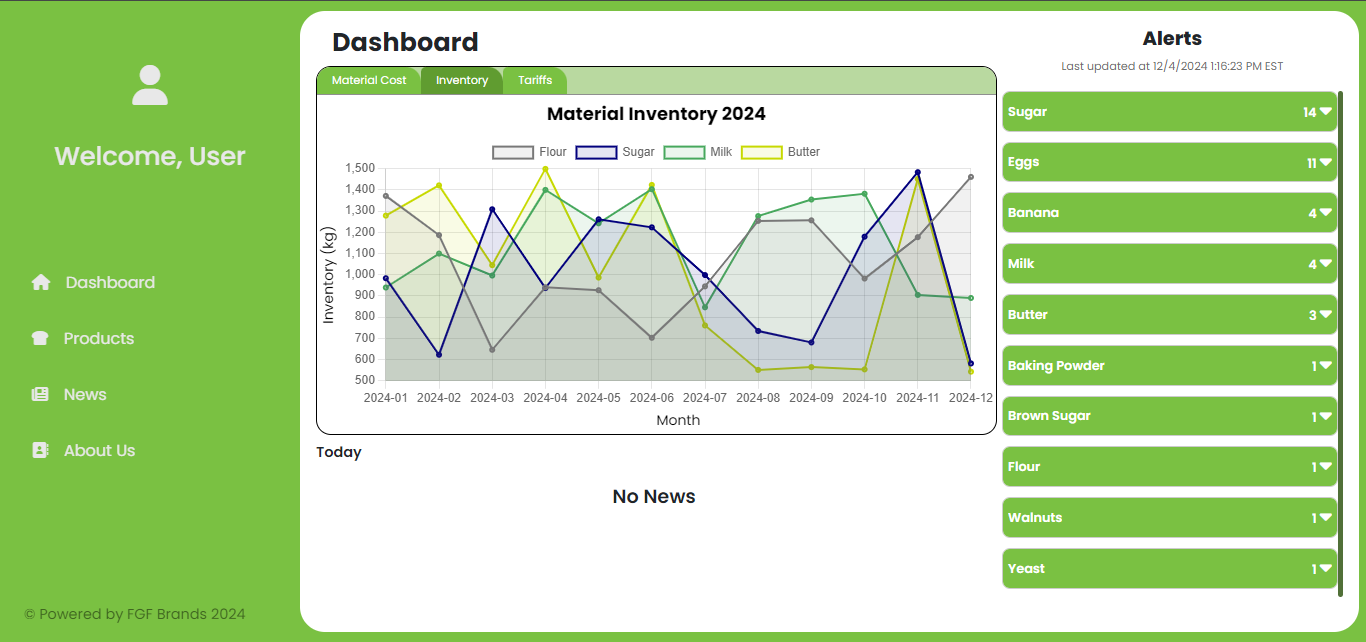 Welcome, User
Dashboard
Products
News
About Us
© Powered by FGF Brands 2024
Dashboard
Material Cost Inventory Tariffs
Material Inventory 2024
Flour Sugar Milk Butter
Inventory (kg)
1,500
1,400
1,300
1,200
1,100
1,000
900
800
700
600
500
2024-01 2024-02 2024-03 2024-04 2024-05 2024-06 2024-07 2024-08 2024-09 2024-10 2024-11 2024-12
Month
Today
No News
Alerts
Last updated at 12/4/2024 1:16:23 PM EST
Sugar 14
Eggs 11
Banana 4
Milk 4
Butter 3
Baking Powder 1
Brown Sugar 1
Flour 1
Walnuts 1
Yeast 1